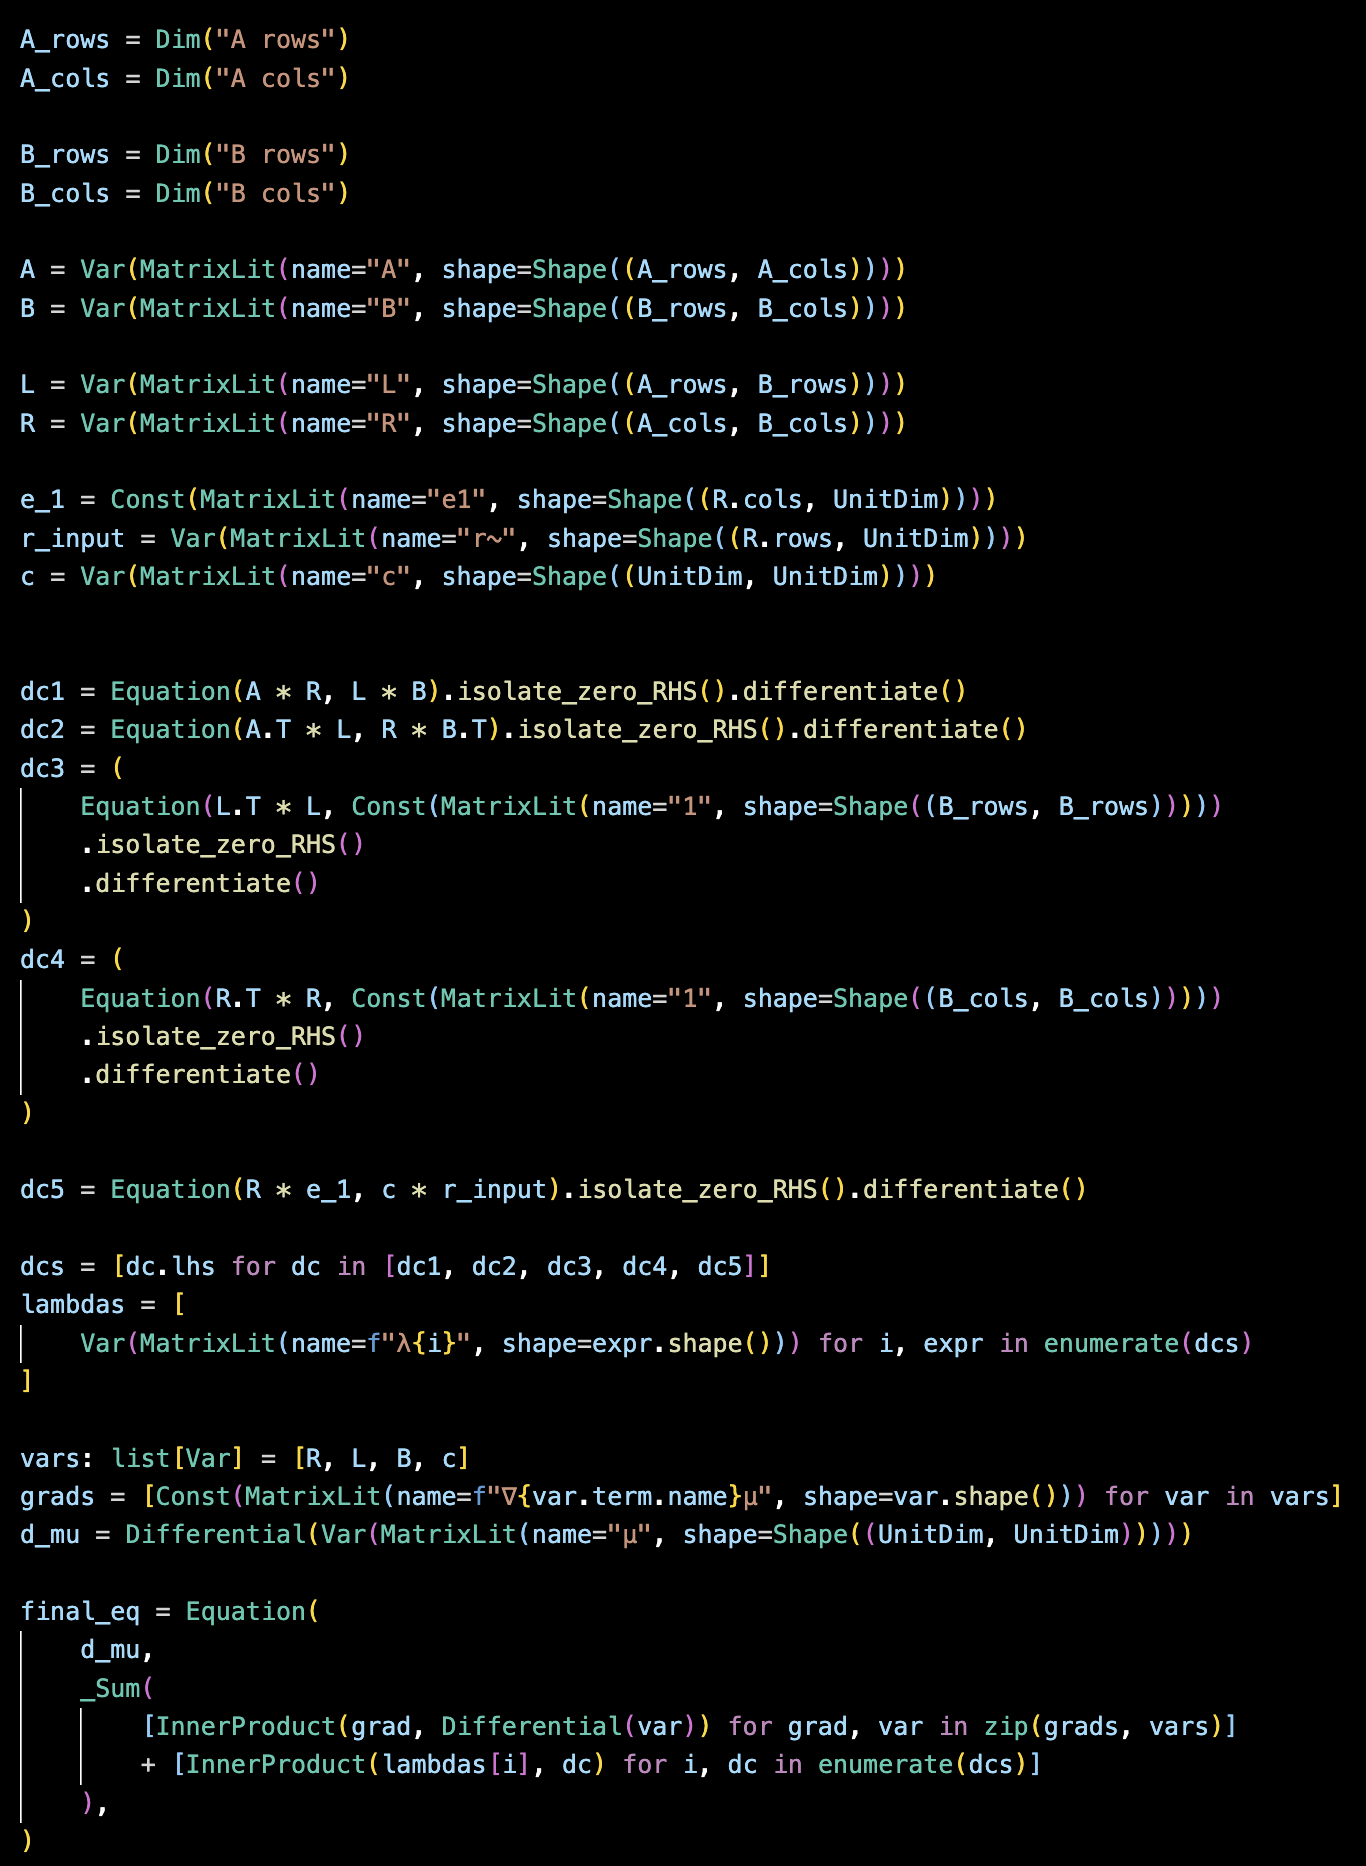 A_rows = Dim("A rows")
A_cols = Dim("A cols")

B_rows = Dim("B rows")
B_cols = Dim("B cols")

A = Var(MatrixLit(name="A", shape=Shape((A_rows, A_cols))))
B = Var(MatrixLit(name="B", shape=Shape((B_rows, B_cols))))

L = Var(MatrixLit(name="L", shape=Shape((A_rows, B_rows))))
R = Var(MatrixLit(name="R", shape=Shape((A_cols, B_cols))))

e_1 = Const(MatrixLit(name="e1", shape=Shape((R.cols, UnitDim))))
r_input = Var(MatrixLit(name="r~", shape=Shape((R.rows, UnitDim))))
c = Var(MatrixLit(name="c", shape=Shape((UnitDim, UnitDim))))


dc1 = Equation(A * R, L * B).isolate_zero_RHS().differentiate()
dc2 = Equation(A.T * L, R * B.T).isolate_zero_RHS().differentiate()
dc3 = (
    Equation(L.T * L, Const(MatrixLit(name="1", shape=Shape((B_rows, B_rows)))))
    .isolate_zero_RHS()
    .differentiate()
)
dc4 = (
    Equation(R.T * R, Const(MatrixLit(name="1", shape=Shape((B_cols, B_cols)))))
    .isolate_zero_RHS()
    .differentiate()
)

dc5 = Equation(R * e_1, c * r_input).isolate_zero_RHS().differentiate()

dcs = [dc.lhs for dc in [dc1, dc2, dc3, dc4, dc5]]
lambdas = [
    Var(MatrixLit(name=f"λ{i}", shape=expr.shape())) for i, expr in enumerate(dcs)
]

vars: list[Var] = [R, L, B, c]
grads = [Const(MatrixLit(name=f"∇{var.term.name}μ", shape=var.shape())) for var in vars]
d_mu = Differential(Var(MatrixLit(name="μ", shape=Shape((UnitDim, UnitDim)))))

final_eq = Equation(
    d_mu,
    _Sum(
        [InnerProduct(grad, Differential(var)) for grad, var in zip(grads, vars)]
        + [InnerProduct(lambdas[i], dc) for i, dc in enumerate(dcs)]
    ),
)